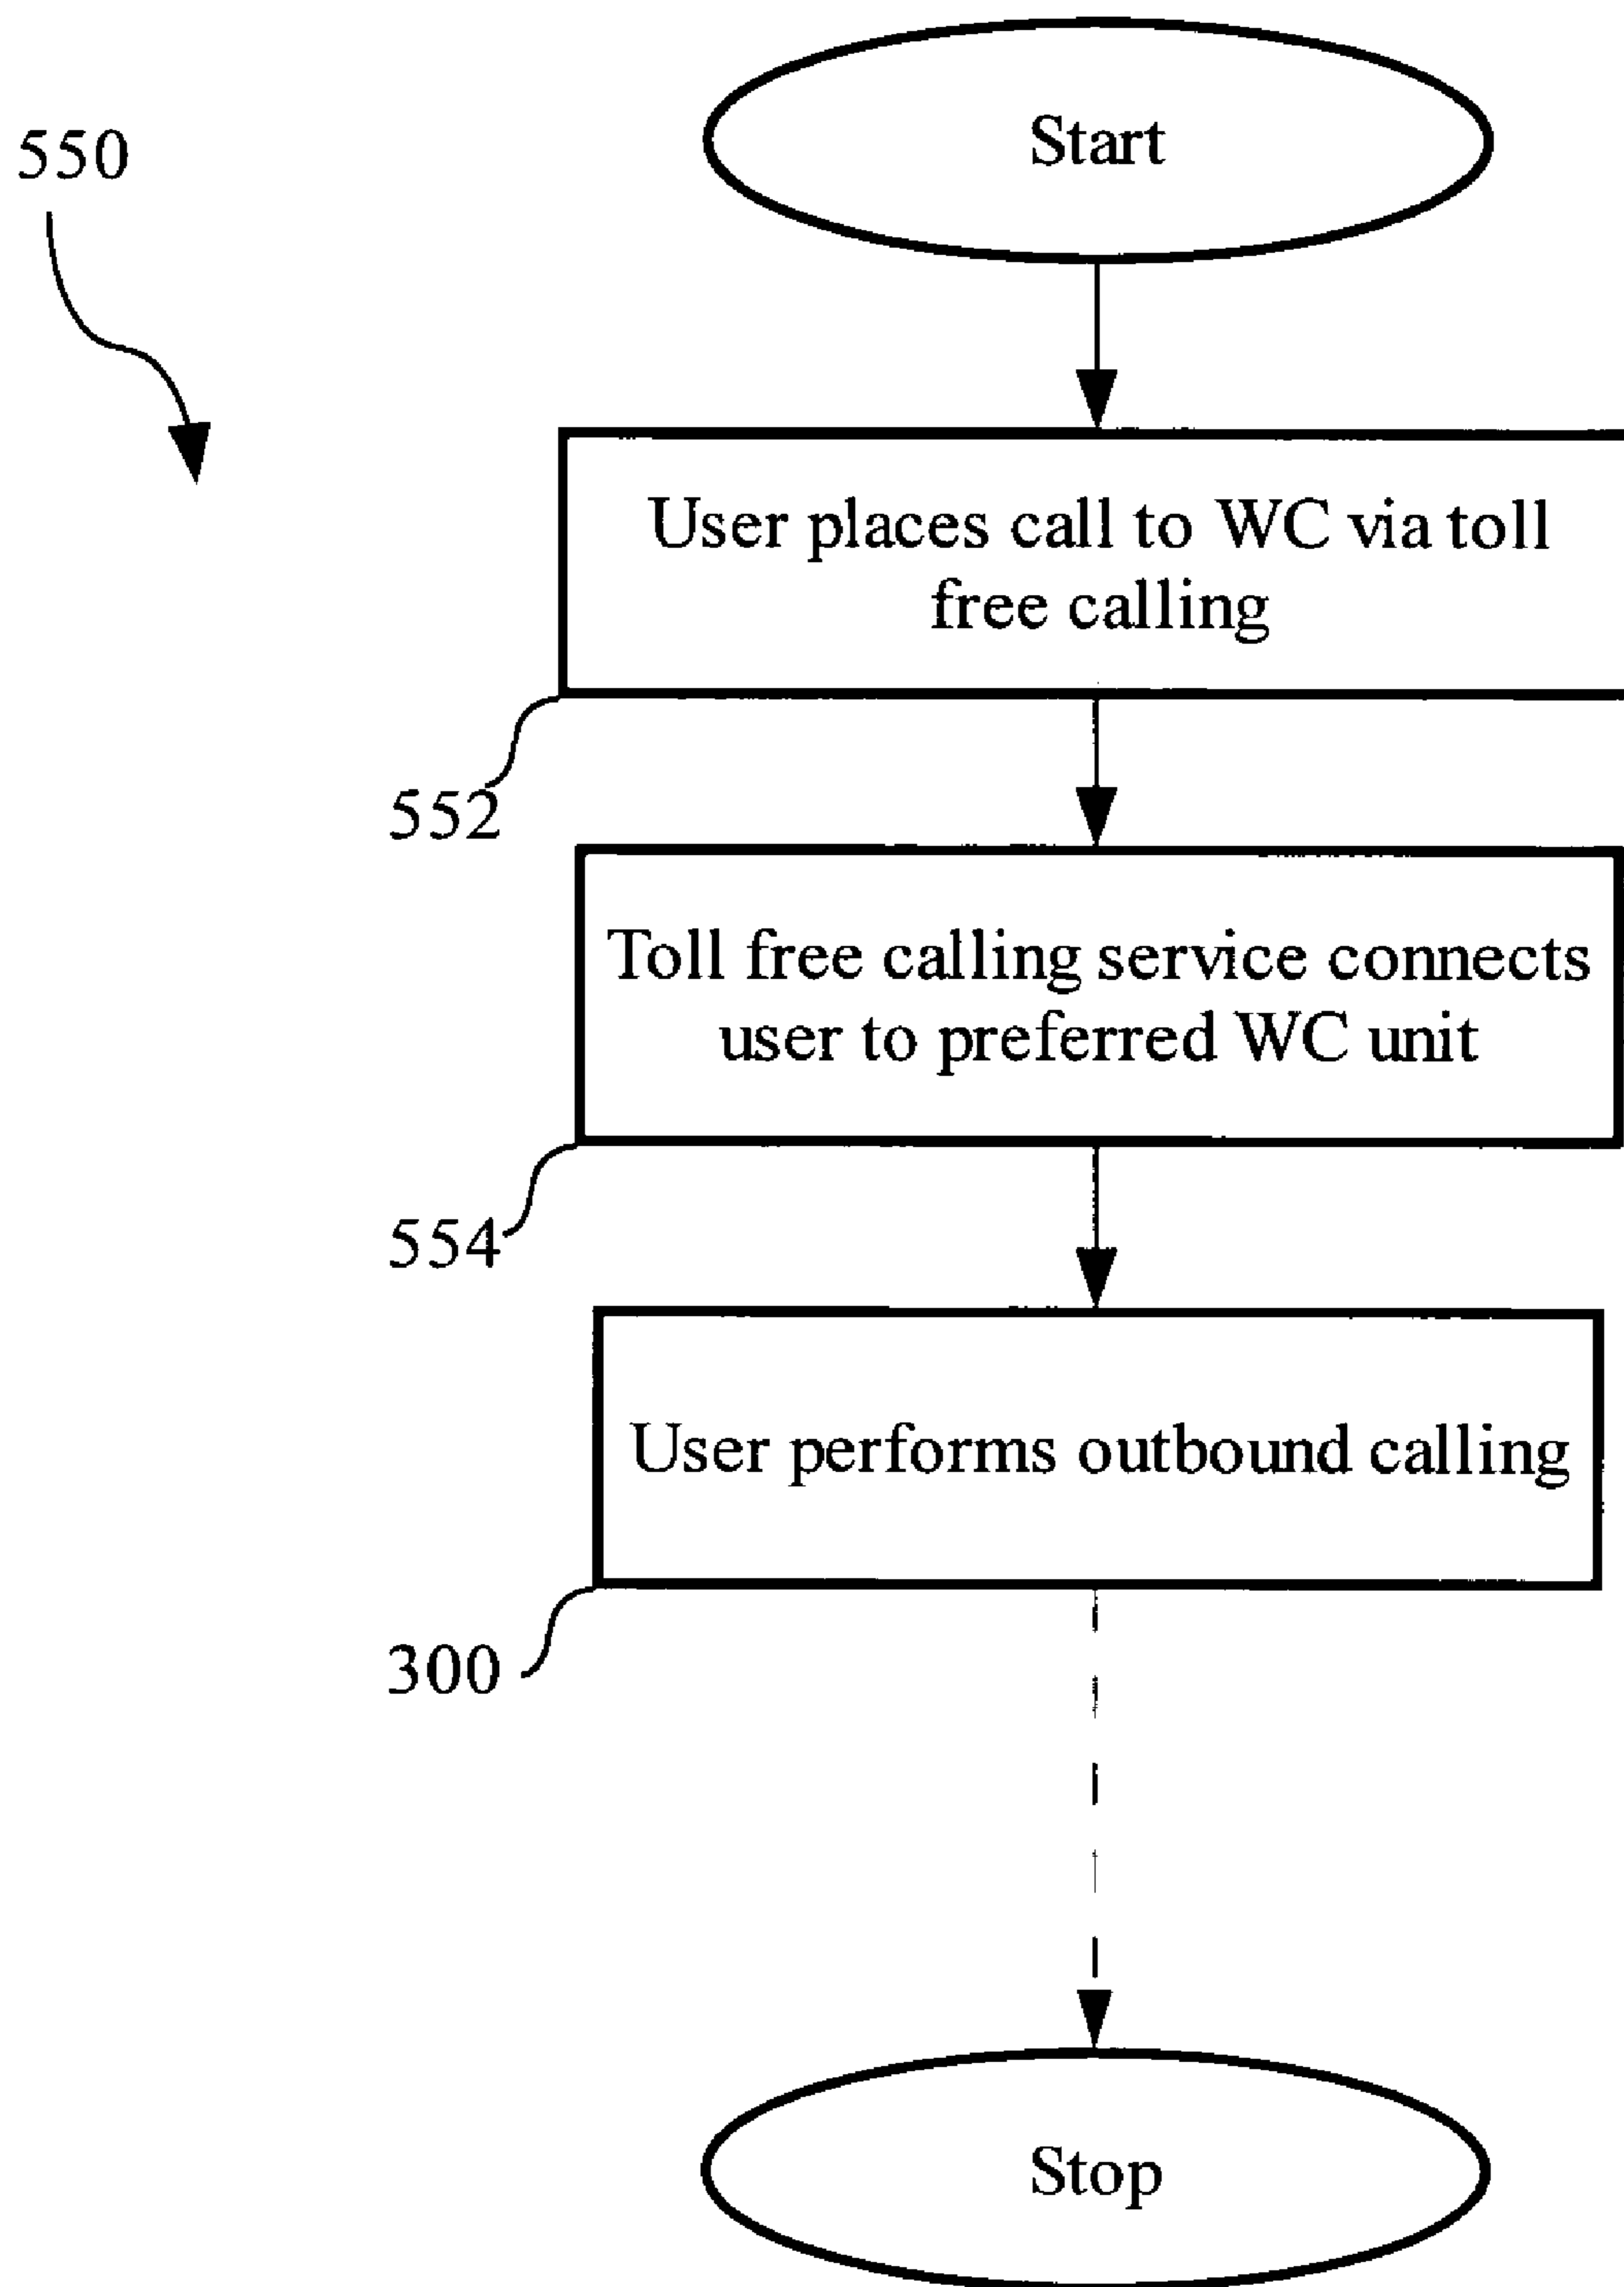 Start
550
User places call to WC via toll
free calling
552
Toll free calling service connects
user to preferred WC unit
554
User performs outbound calling
300
Stop